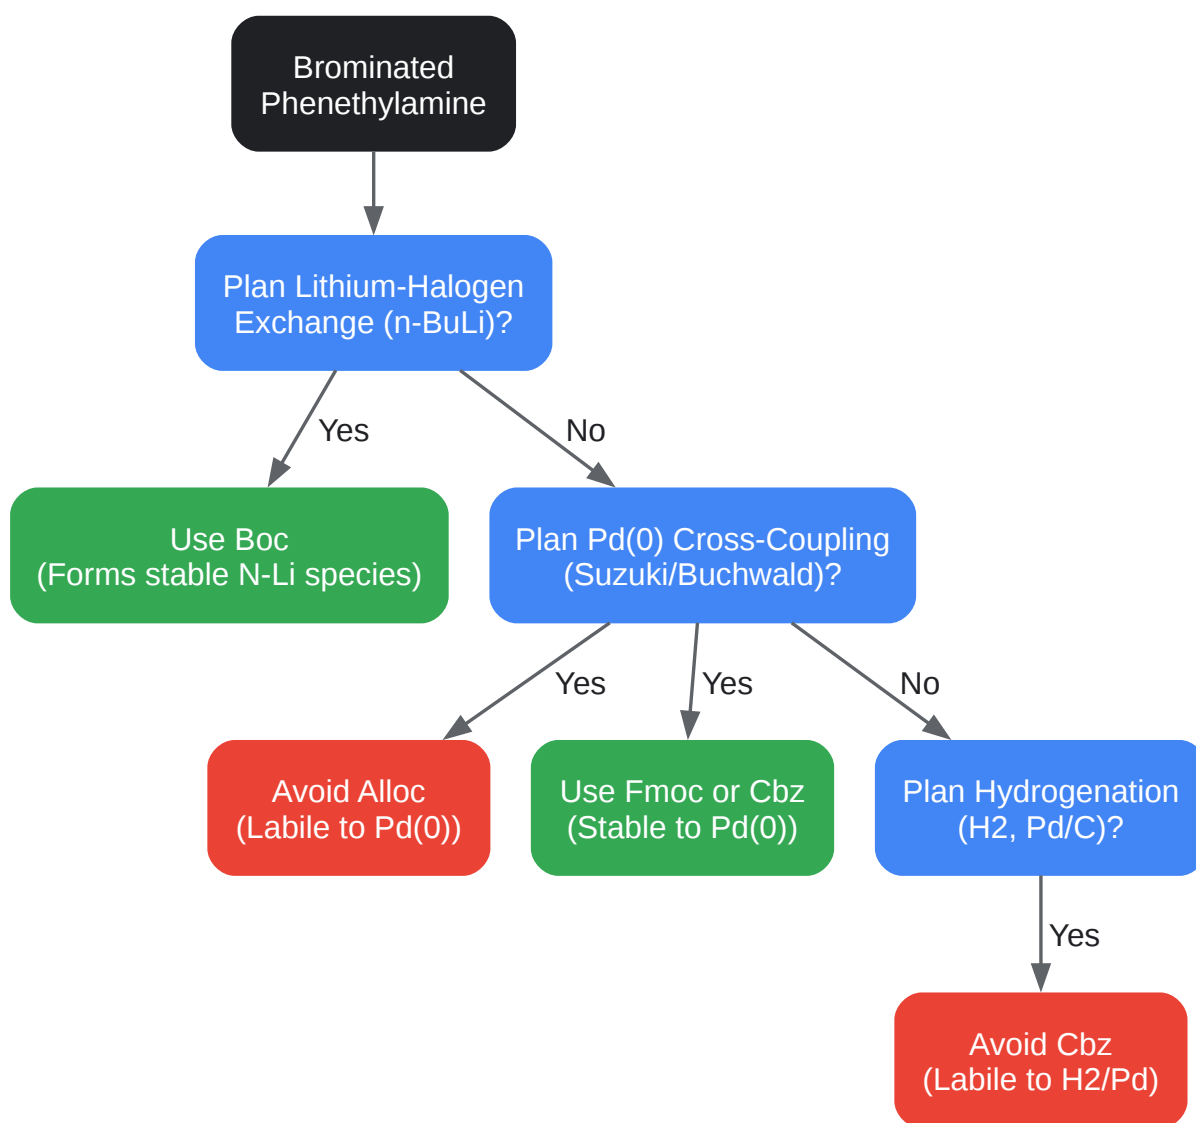 Brominated
Phenethylamine
Plan Lithium-Halogen
Exchange (n-BuLi)?
Yes
No
Use Boc
(Forms stable N-Li species)
Plan Pd(0) Cross-Coupling
(Suzuki/Buchwald)?
Yes
Yes
No
Avoid Alloc
(Labile to Pd(0))
Use Fmoc or Cbz
(Stable to Pd(0))
Plan Hydrogenation
(H2, Pd/C)?
Yes
Avoid Cbz
(Labile to H2/Pd)